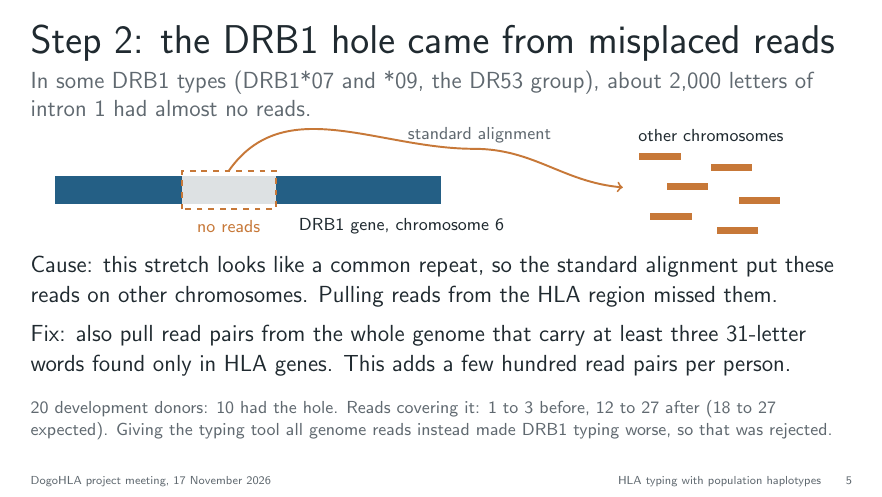 Step 2: the DRB1 hole came from misplaced reads
In some DRB1 types (DRB1*07 and *09, the DR53 group), about 2,000 letters of
intron 1 had almost no reads.
standard alignment
other chromosomes
no reads
DRB1 gene, chromosome 6
Cause: this stretch looks like a common repeat, so the standard alignment put these
reads on other chromosomes. Pulling reads from the HLA region missed them.
Fix: also pull read pairs from the whole genome that carry at least three 31-letter
words found only in HLA genes. This adds a few hundred read pairs per person.
20 development donors: 10 had the hole. Reads covering it: 1 to 3 before, 12 to 27 after (18 to 27
expected). Giving the typing tool all genome reads instead made DRB1 typing worse, so that was rejected.
DogoHLA project meeting, 17 November 2026
HLA typing with population haplotypes 5